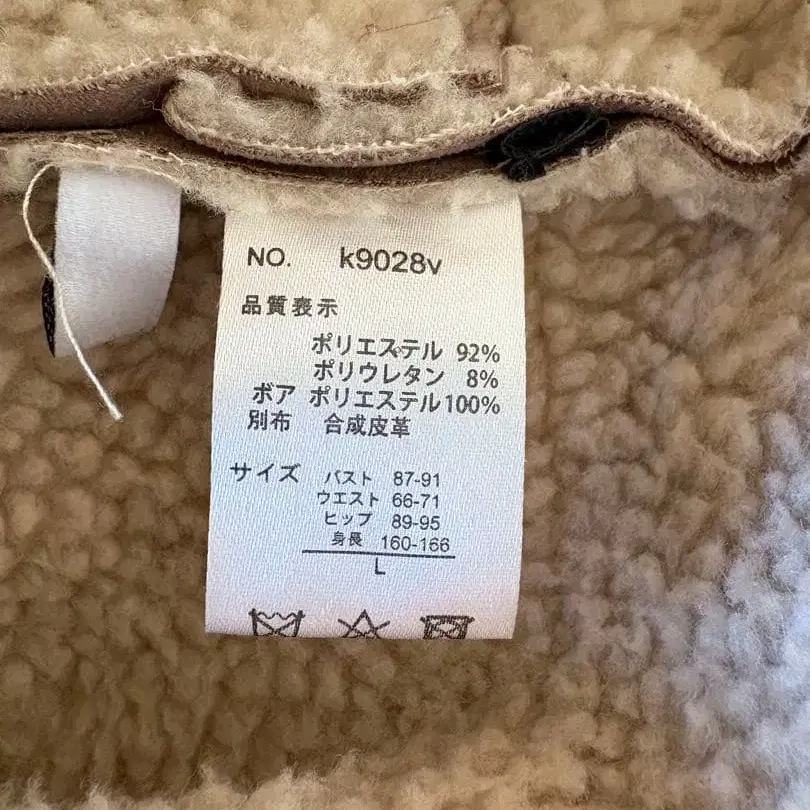 NO. k9028v
品質表示
ポリエステル 92%
ポリウレタン 8%
ボア ポリエステル100%
別布 合成皮革
サイズ バスト 87-91
ウエスト 66-71
ヒップ 89-95
身長 160-166
L